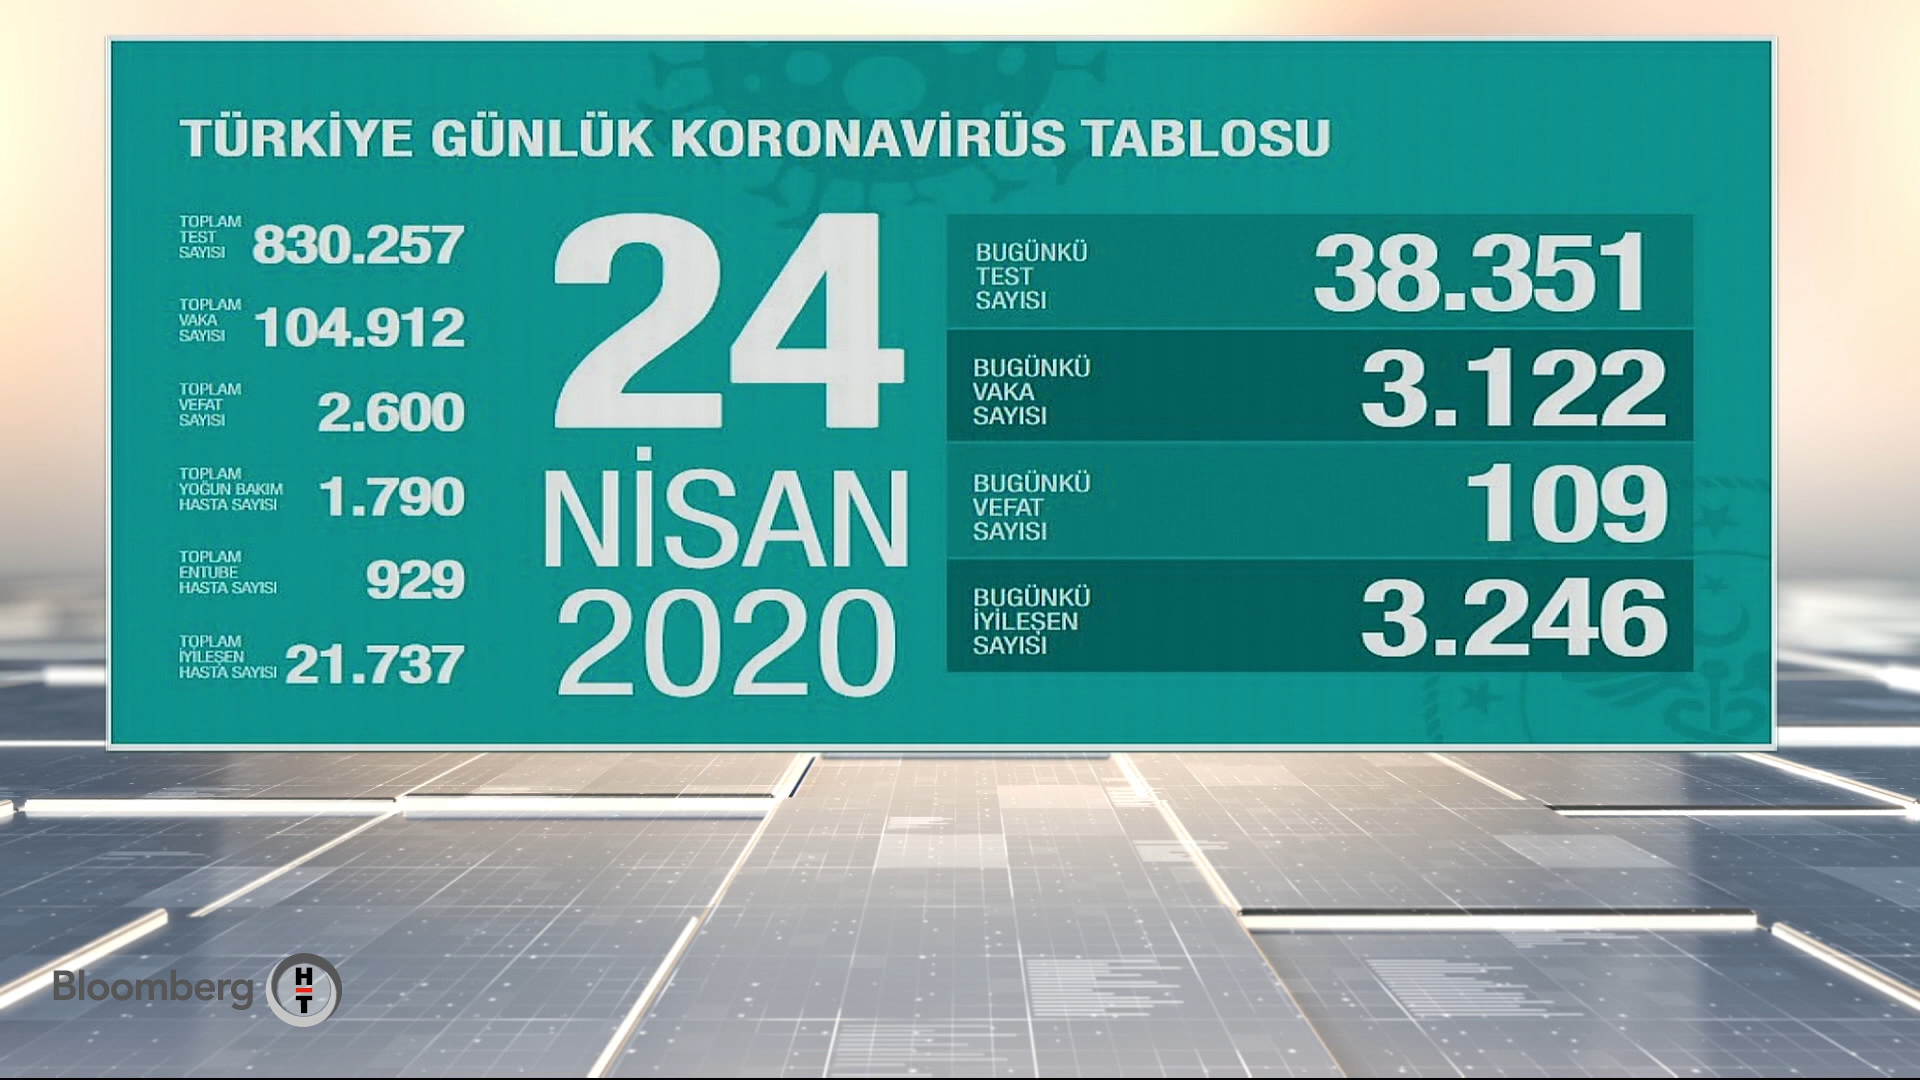 TÜRKİYE GÜNLÜK KORONAVİRÜS TABLOSU
TOPLAM
TEST
SAYISI
830.257
TOPLAM
VAKA
SAYISI
104.912
TOPLAM
VEFAT
SAYISI
2.600
TOPLAM
YOĞUN BAKIM
HASTA SAYISI
1.790
TOPLAM
ENTUBE
HASTA SAYISI
929
TOPLAM
İYİLEŞEN
HASTA SAYISI
21.737
24
NİSAN
2020
BUGÜNKÜ
TEST
SAYISI
38.351
BUGÜNKÜ
VAKA
SAYISI
3.122
BUGÜNKÜ
VEFAT
SAYISI
109
BUGÜNKÜ
İYİLEŞEN
SAYISI
3.246
Bloomberg HT